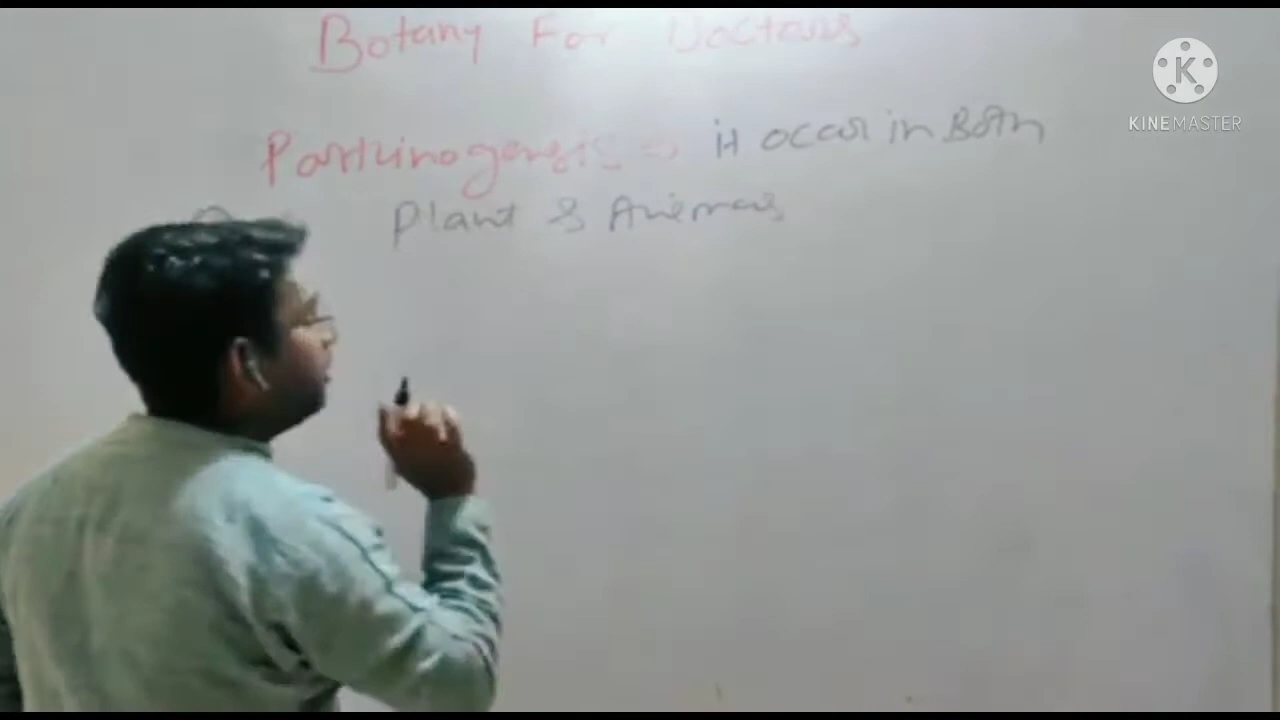 Botany For Doctors
Parthinogensis => it occur in Both
Plant & Animals
KINEMASTER